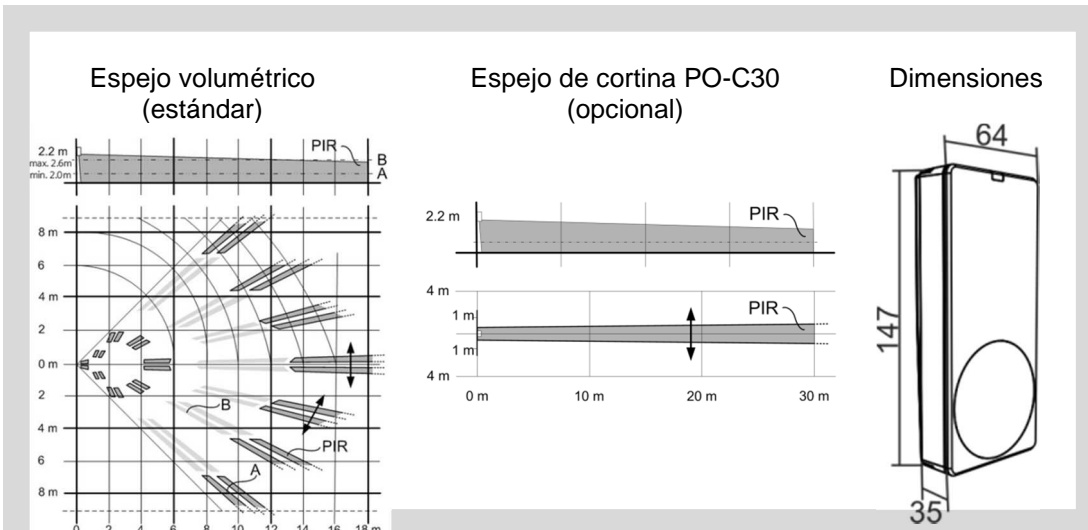 Espejo volumétrico
(estándar)
2.2 m
max. 2.6m
min. 2.0m
PIR
B
A
8 m
6
4 m
2
0 m
2
4 m
6
8 m
B
PIR
A
0 2 4 6 8 10 12 14 16 18 m
Espejo de cortina PO-C30
(opcional)
2.2 m
PIR
4 m
1 m
1 m
4 m
PIR
0 m 10 m 20 m 30 m
Dimensiones
64
147
35